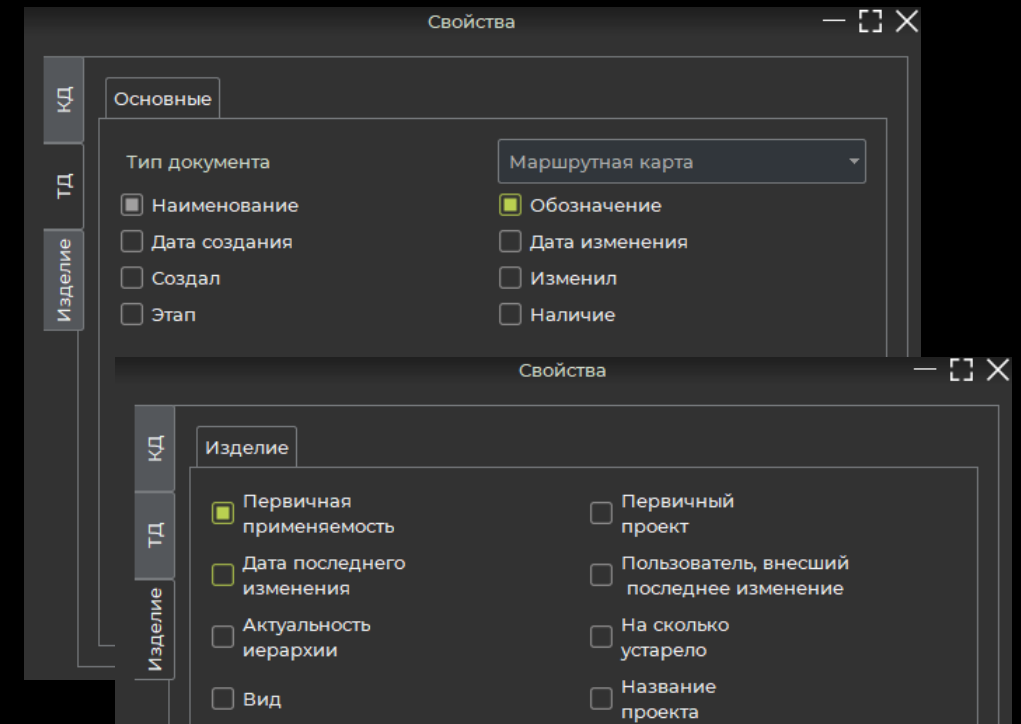 Свойства
КД
ТД
Изделие
Основные
Тип документа
Маршрутная карта
Наименование
Обозначение
Дата создания
Дата изменения
Создал
Изменил
Этап
Наличие
Свойства
КД
ТД
Изделие
Изделие
Первичная
применяемость
Первичный
проект
Дата последнего
изменения
Пользователь, внесший
последнее изменение
Актуальность
иерархии
На сколько
устарело
Вид
Название
проекта